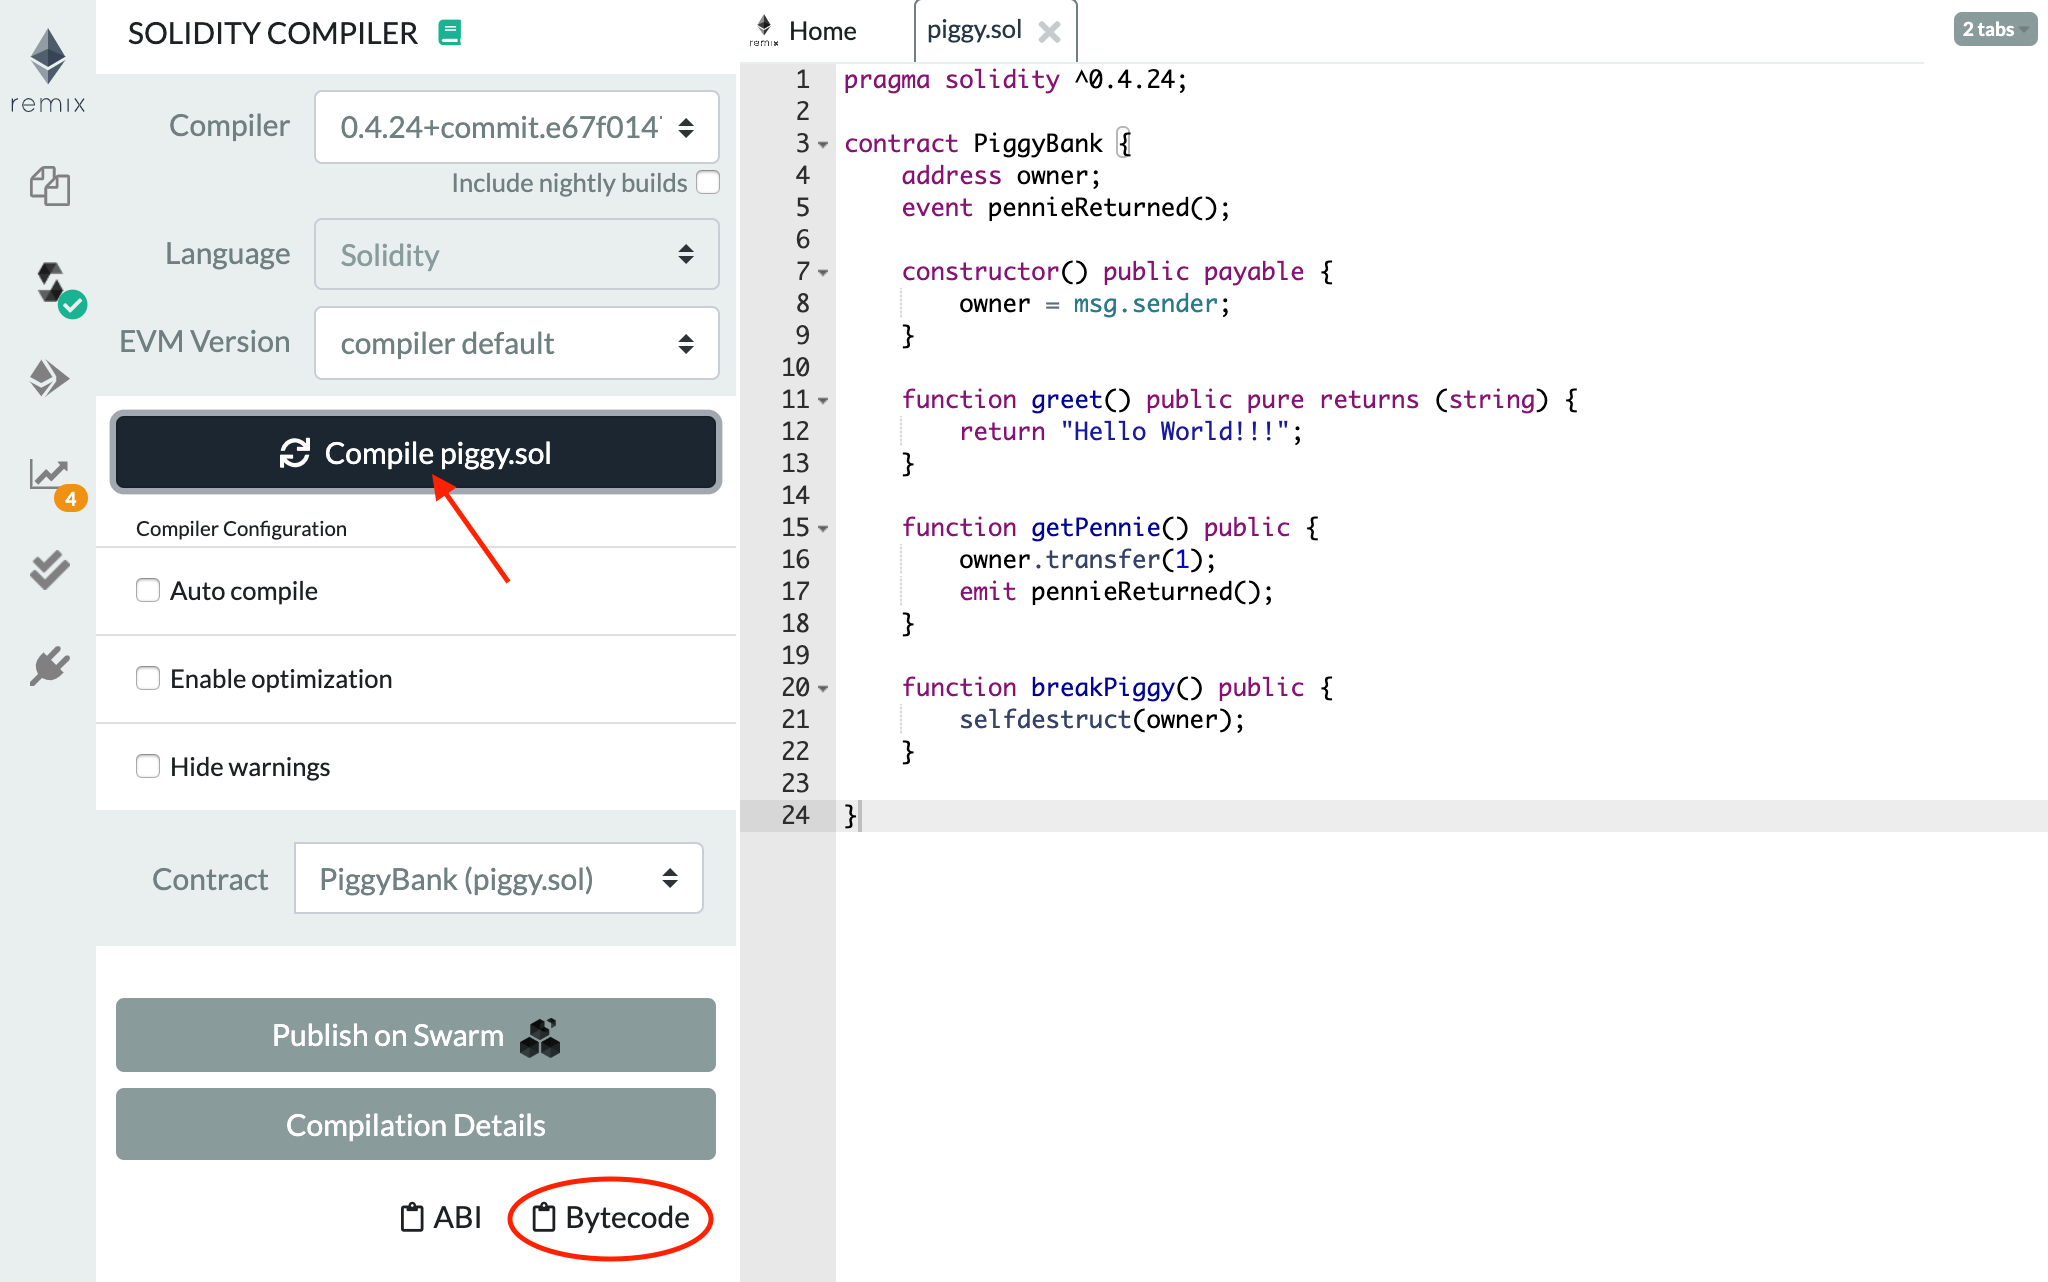 remix
4
SOLIDITY COMPILER
Compiler
0.4.24+commit.e67f014
Include nightly builds
Language
Solidity
EVM Version
compiler default
Compile piggy.sol
Compiler Configuration
Auto compile
Enable optimization
Hide warnings
Contract
PiggyBank (piggy.sol)
Publish on Swarm
Compilation Details
ABI
Bytecode
remix
Home
piggy.sol
2 tabs
1 pragma solidity ^0.4.24;
2
3 contract PiggyBank {
4     address owner;
5     event pennieReturned();
6
7     constructor() public payable {
8         owner = msg.sender;
9     }
10
11     function greet() public pure returns (string) {
12         return "Hello World!!!";
13     }
14
15     function getPennie() public {
16         owner.transfer(1);
17         emit pennieReturned();
18     }
19
20     function breakPiggy() public {
21         selfdestruct(owner);
22     }
23
24 }